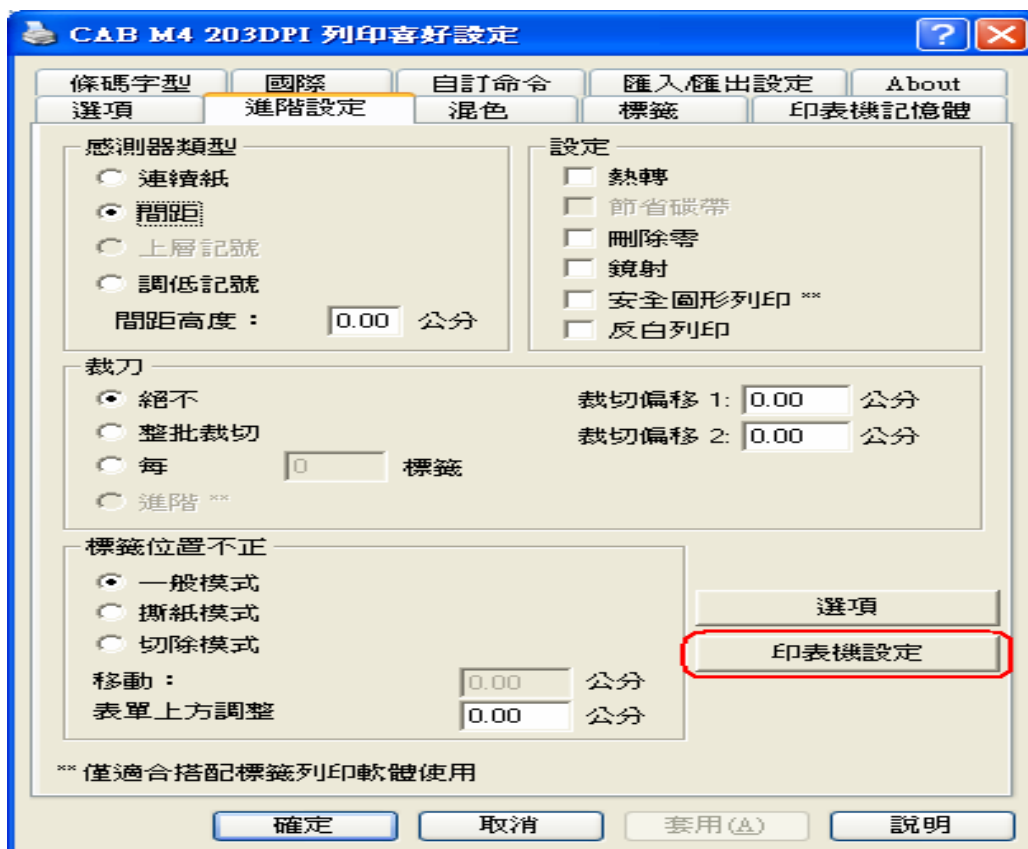 CAB M4 203DPI 列印喜好設定
條碼字型 國際 自訂命令 匯入/匯出設定 About
選項 進階設定 混色 標籤 印表機記憶體
感測器類型
連續紙
間距
上層記號
調低記號
間距高度： 0.00 公分
設定
熱轉
節省碳帶
刪除零
鏡射
安全圖形列印 **
反白列印
裁刀
絕不
整批裁切
每 0 標籤
進階 **
裁切偏移 1: 0.00 公分
裁切偏移 2: 0.00 公分
標籤位置不正
一般模式
撕紙模式
切除模式
移動： 0.00 公分
表單上方調整 0.00 公分
選項
印表機設定
** 僅適合搭配標籤列印軟體使用
確定 取消 套用(A) 說明